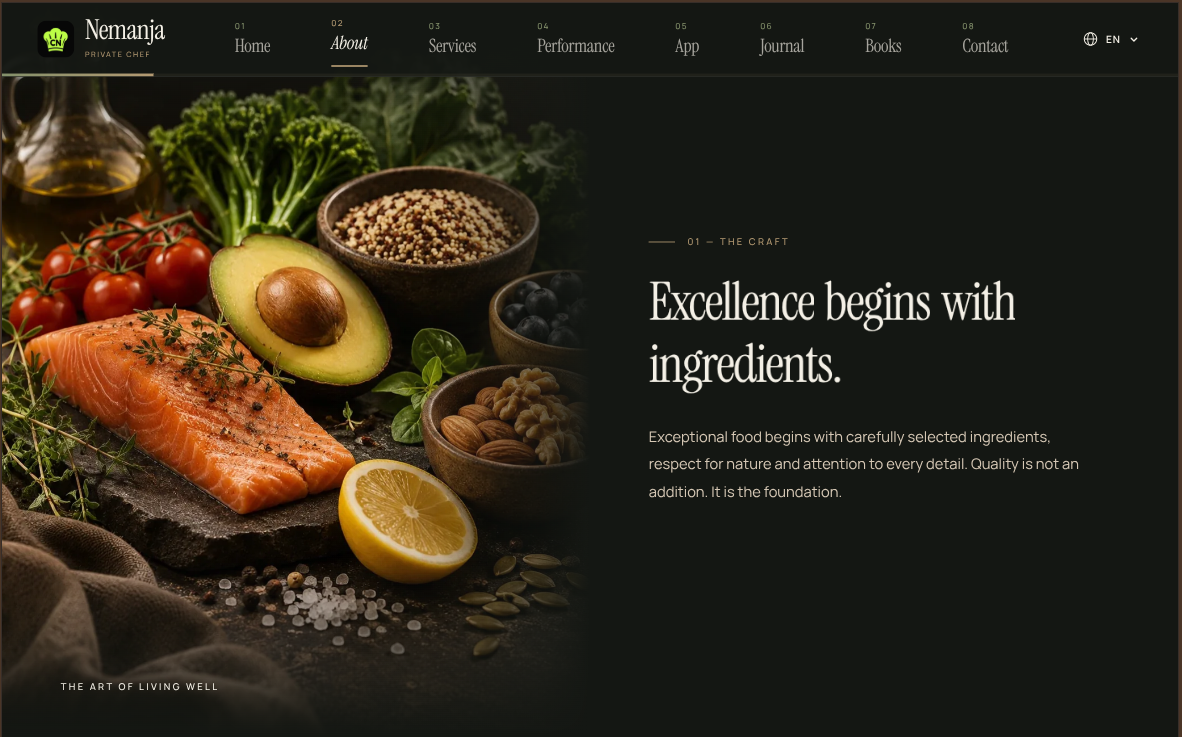 CN
Nemanja
PRIVATE CHEF
01
Home
02
About
03
Services
04
Performance
05
App
06
Journal
07
Books
08
Contact
EN
01 — THE CRAFT
Excellence begins with
ingredients.
Exceptional food begins with carefully selected ingredients,
respect for nature and attention to every detail. Quality is not an
addition. It is the foundation.
THE ART OF LIVING WELL